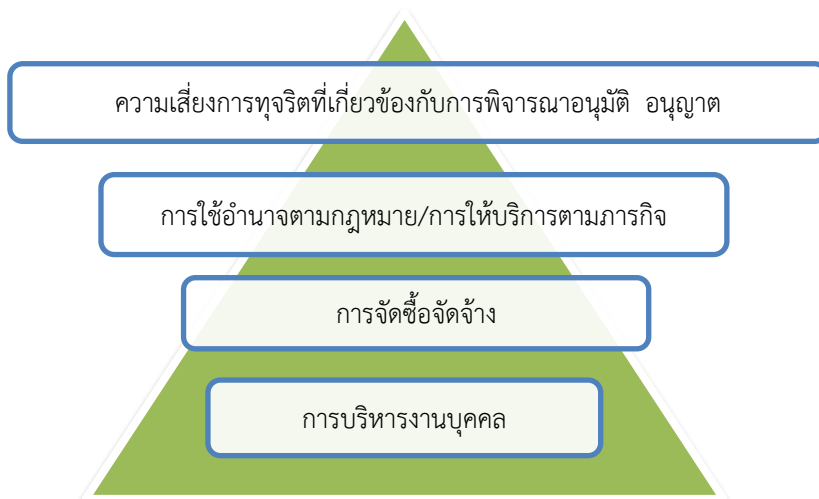 ความเสี่ยงการทุจริตที่เกี่ยวข้องกับการพิจารณาอนุมัติ อนุญาต
การใช้อำนาจตามกฎหมาย/การให้บริการตามภารกิจ
การจัดซื้อจัดจ้าง
การบริหารงานบุคคล